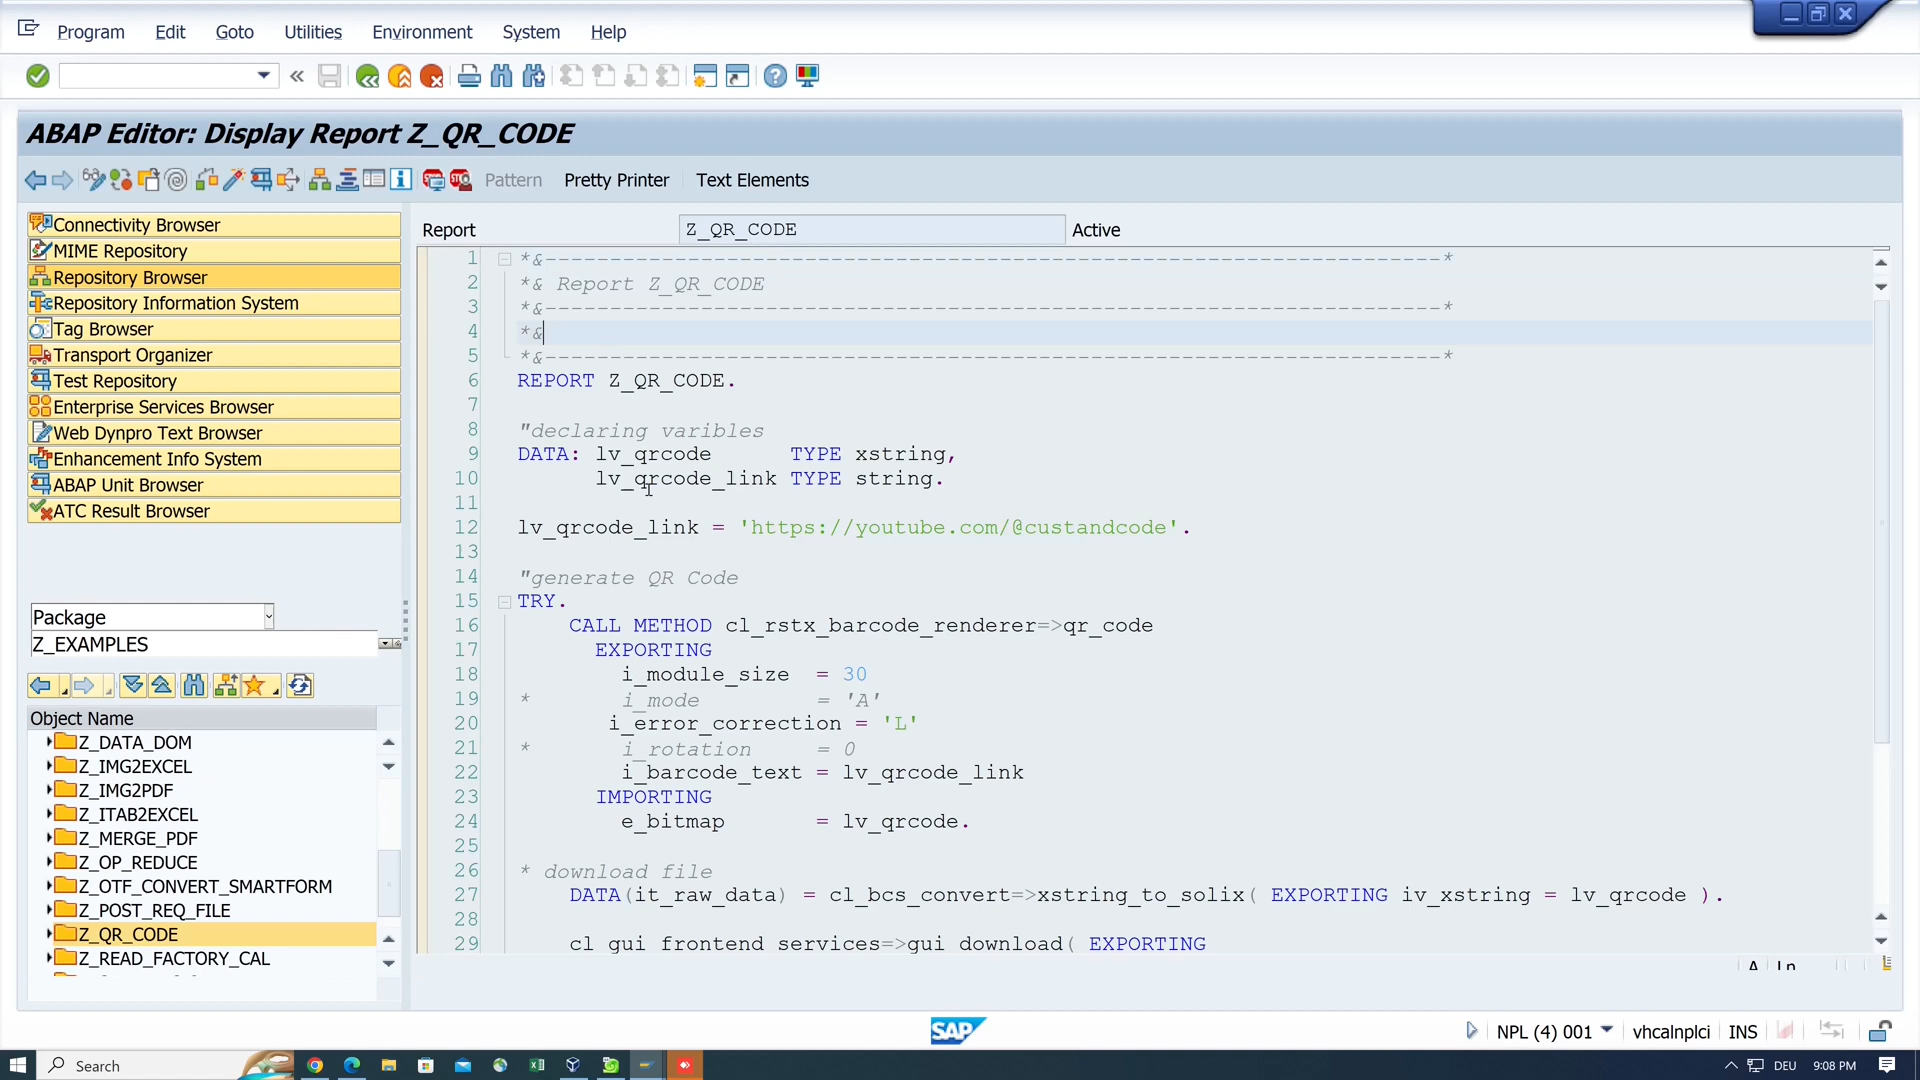 Program Edit Goto Utilities Environment System Help
ABAP Editor: Display Report Z_QR_CODE
Pattern Pretty Printer Text Elements
Connectivity Browser
MIME Repository
Repository Browser
Repository Information System
Tag Browser
Transport Organizer
Test Repository
Enterprise Services Browser
Web Dynpro Text Browser
Enhancement Info System
ABAP Unit Browser
ATC Result Browser
Package
Z_EXAMPLES
Object Name
Z_DATA_DOM
Z_IMG2EXCEL
Z_IMG2PDF
Z_ITAB2EXCEL
Z_MERGE_PDF
Z_OP_REDUCE
Z_OTF_CONVERT_SMARTFORM
Z_POST_REQ_FILE
Z_QR_CODE
Z_READ_FACTORY_CAL
Report Z_QR_CODE Active
1 *&---------------------------------------------------------------------*
2 *& Report Z_QR_CODE
3 *&---------------------------------------------------------------------*
4 *&
5 *&---------------------------------------------------------------------*
6 REPORT Z_QR_CODE.
7
8 "declaring varibles
9 DATA: lv_qrcode TYPE xstring,
10 lv_qrcode_link TYPE string.
11
12 lv_qrcode_link = 'https://youtube.com/@custandcode'.
13
14 "generate QR Code
15 TRY.
16 CALL METHOD cl_rstx_barcode_renderer=>qr_code
17 EXPORTING
18 i_module_size = 30
19 * i_mode = 'A'
20 i_error_correction = 'L'
21 * i_rotation = 0
22 i_barcode_text = lv_qrcode_link
23 IMPORTING
24 e_bitmap = lv_qrcode.
25
26 * download file
27 DATA(it_raw_data) = cl_bcs_convert=>xstring_to_solix( EXPORTING iv_xstring = lv_qrcode ).
28
29 cl_gui_frontend_services=>gui_download( EXPORTING
A Ln
SAP
NPL (4) 001 vhcalnplci INS
Search
DEU 9:08 PM